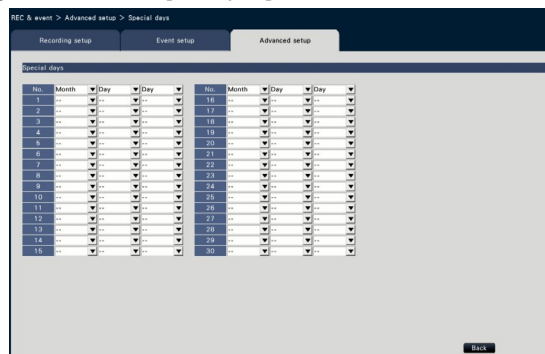 REC & event > Advanced setup > Special days
Recording setup Event setup Advanced setup
Special days
No. Month Day Day No. Month Day Day
1 -- -- -- 16 -- -- --
2 -- -- -- 17 -- -- --
3 -- -- -- 18 -- -- --
4 -- -- -- 19 -- -- --
5 -- -- -- 20 -- -- --
6 -- -- -- 21 -- -- --
7 -- -- -- 22 -- -- --
8 -- -- -- 23 -- -- --
9 -- -- -- 24 -- -- --
10 -- -- -- 25 -- -- --
11 -- -- -- 26 -- -- --
12 -- -- -- 27 -- -- --
13 -- -- -- 28 -- -- --
14 -- -- -- 29 -- -- --
15 -- -- -- 30 -- -- --
Back